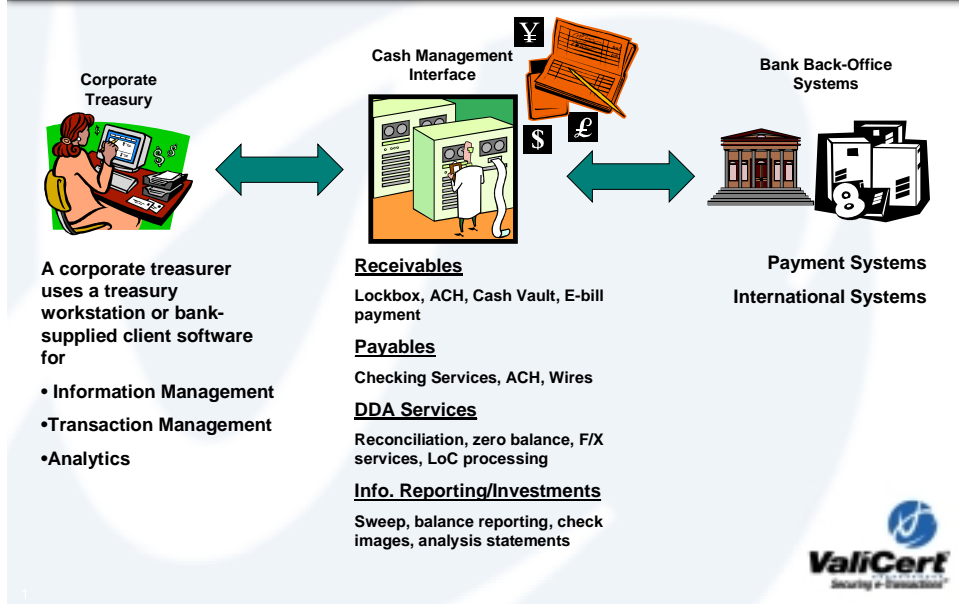 Corporate
Treasury
A corporate treasurer
uses a treasury
workstation or bank-
supplied client software
for
• Information Management
•Transaction Management
•Analytics
Cash Management
Interface
¥
$
£
Receivables
Lockbox, ACH, Cash Vault, E-bill
payment
Payables
Checking Services, ACH, Wires
DDA Services
Reconciliation, zero balance, F/X
services, LoC processing
Info. Reporting/Investments
Sweep, balance reporting, check
images, analysis statements
Bank Back-Office
Systems
8
Payment Systems
International Systems
ValiCert
Securing e-Transactions
1